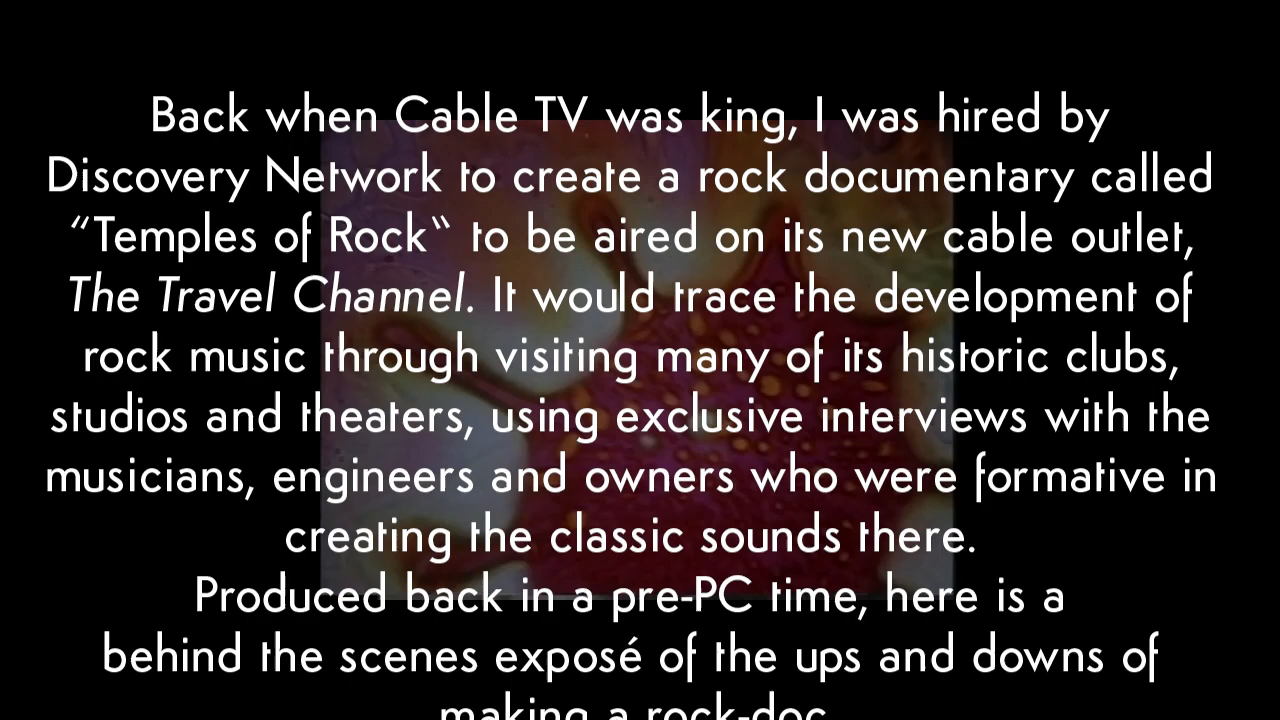 Back when Cable TV was king, I was hired by
Discovery Network to create a rock documentary called
“Temples of Rock“ to be aired on its new cable outlet,
The Travel Channel. It would trace the development of
rock music through visiting many of its historic clubs,
studios and theaters, using exclusive interviews with the
musicians, engineers and owners who were formative in
creating the classic sounds there.
Produced back in a pre-PC time, here is a
behind the scenes exposé of the ups and downs of
making a rock-doc